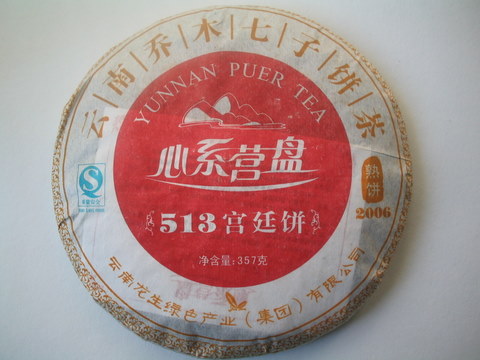 云南乔木七子饼茶
YUNNAN PUER TEA
心系营盘
熟饼
2006
513宫廷饼
净含量:357克
云南龙生绿色产业(集团)有限公司